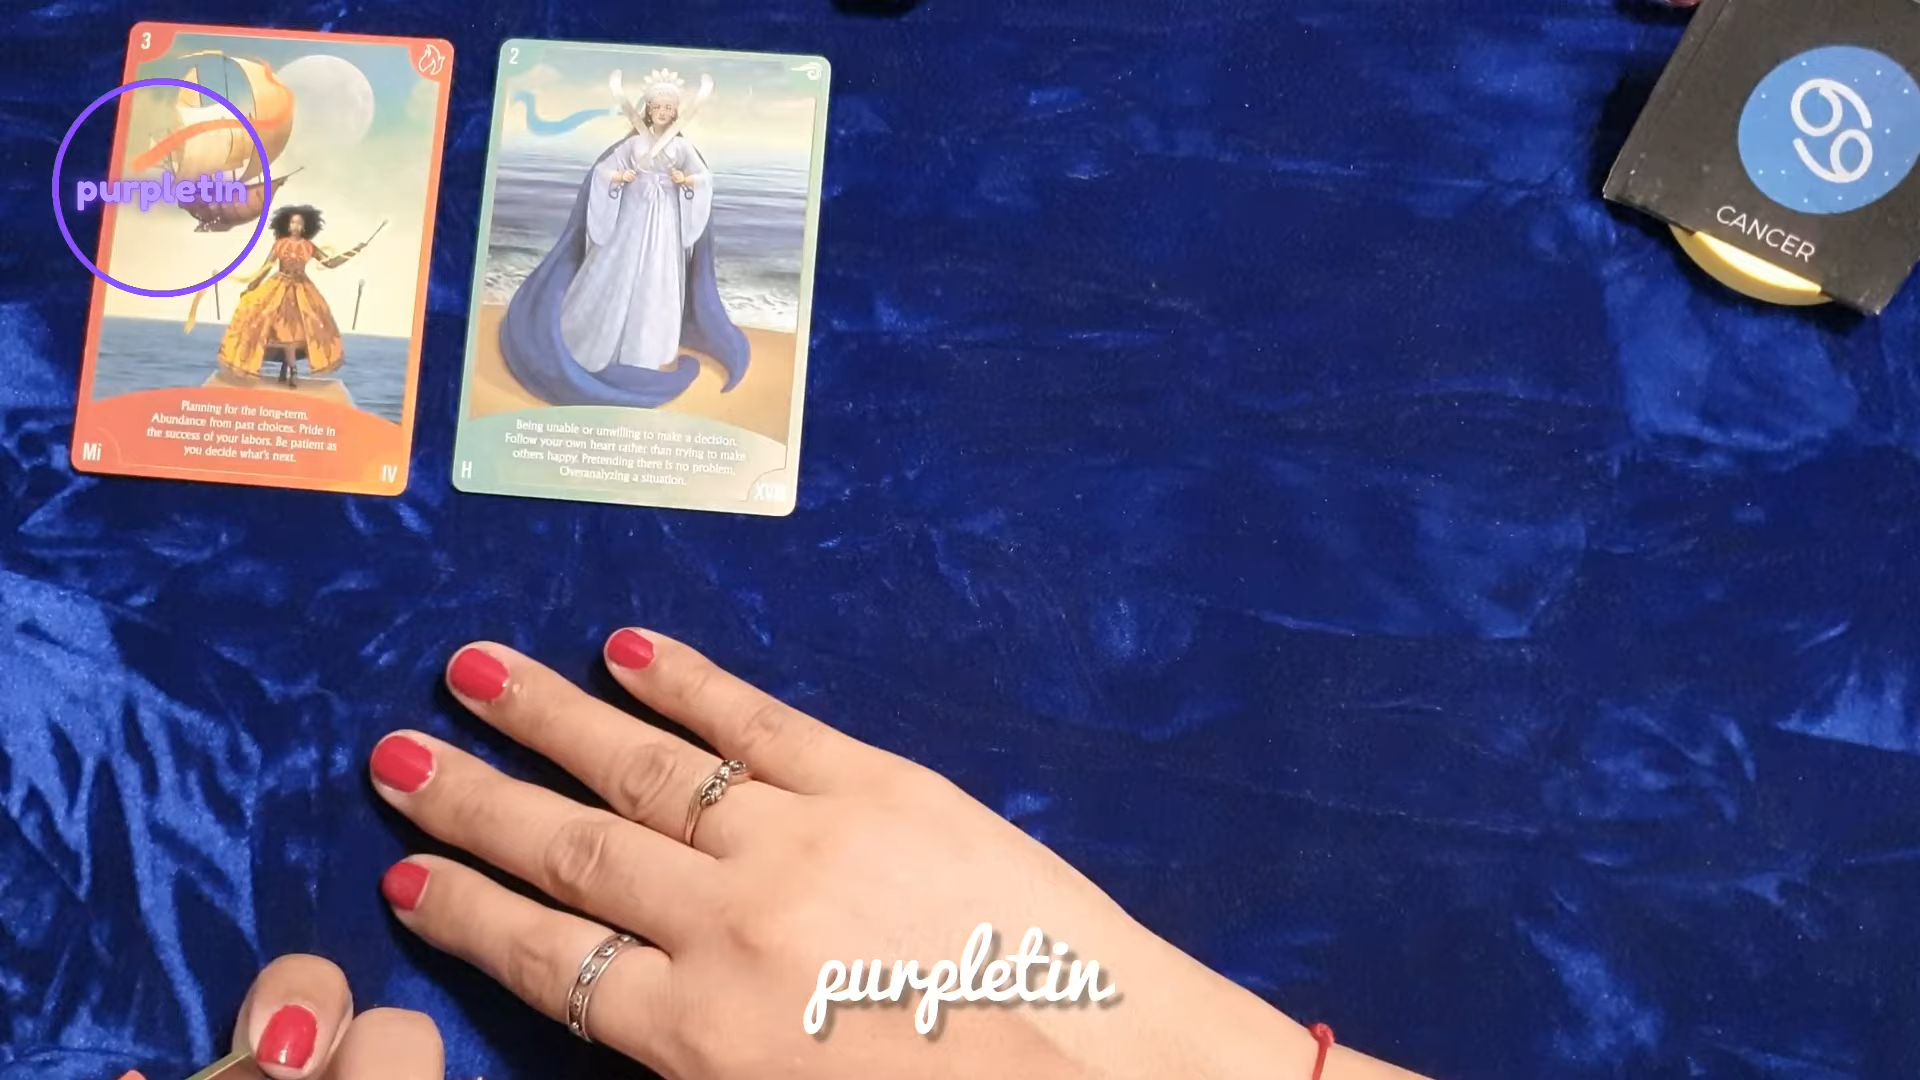 3
purpletin
Planning for the long-term.
Abundance from past choices. Pride in
the success of your labors. Be patient as
you decide what's next.
Mi
IV
2
Being unable or unwilling to make a decision.
Follow your own heart rather than trying to make
others happy. Pretending there is no problem.
Overanalyzing a situation.
H
CANCER
purpletin